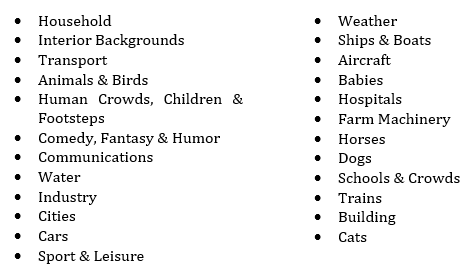 • Household
• Interior Backgrounds
• Transport
• Animals & Birds
• Human Crowds, Children &
Footsteps
• Comedy, Fantasy & Humor
• Communications
• Water
• Industry
• Cities
• Cars
• Sport & Leisure
• Weather
• Ships & Boats
• Aircraft
• Babies
• Hospitals
• Farm Machinery
• Horses
• Dogs
• Schools & Crowds
• Trains
• Building
• Cats